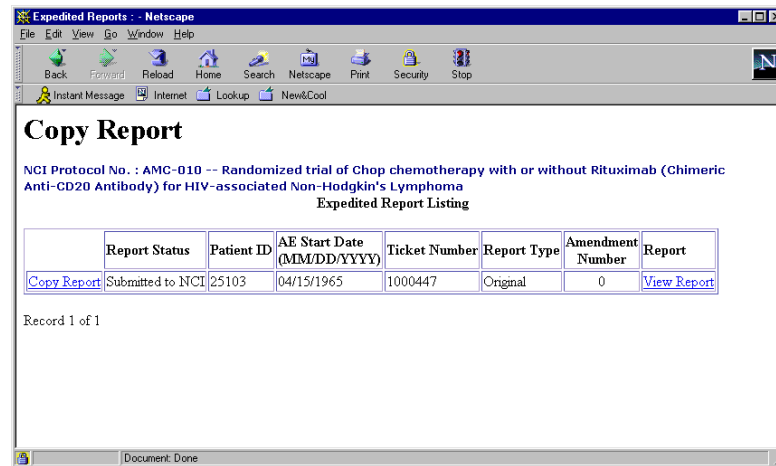 Expedited Reports : - Netscape
File Edit View Go Window Help
Back Forward Reload Home Search Netscape Print Security Stop
My
N
Instant Message Internet Lookup New&Cool
Copy Report
NCI Protocol No. : AMC-010 -- Randomized trial of Chop chemotherapy with or without Rituximab (Chimeric
Anti-CD20 Antibody) for HIV-associated Non-Hodgkin's Lymphoma
Expedited Report Listing
Report Status Patient ID AE Start Date (MM/DD/YYYY) Ticket Number Report Type Amendment Number Report
Copy Report Submitted to NCI 25103 04/15/1965 1000447 Original 0 View Report
Record 1 of 1
Document: Done